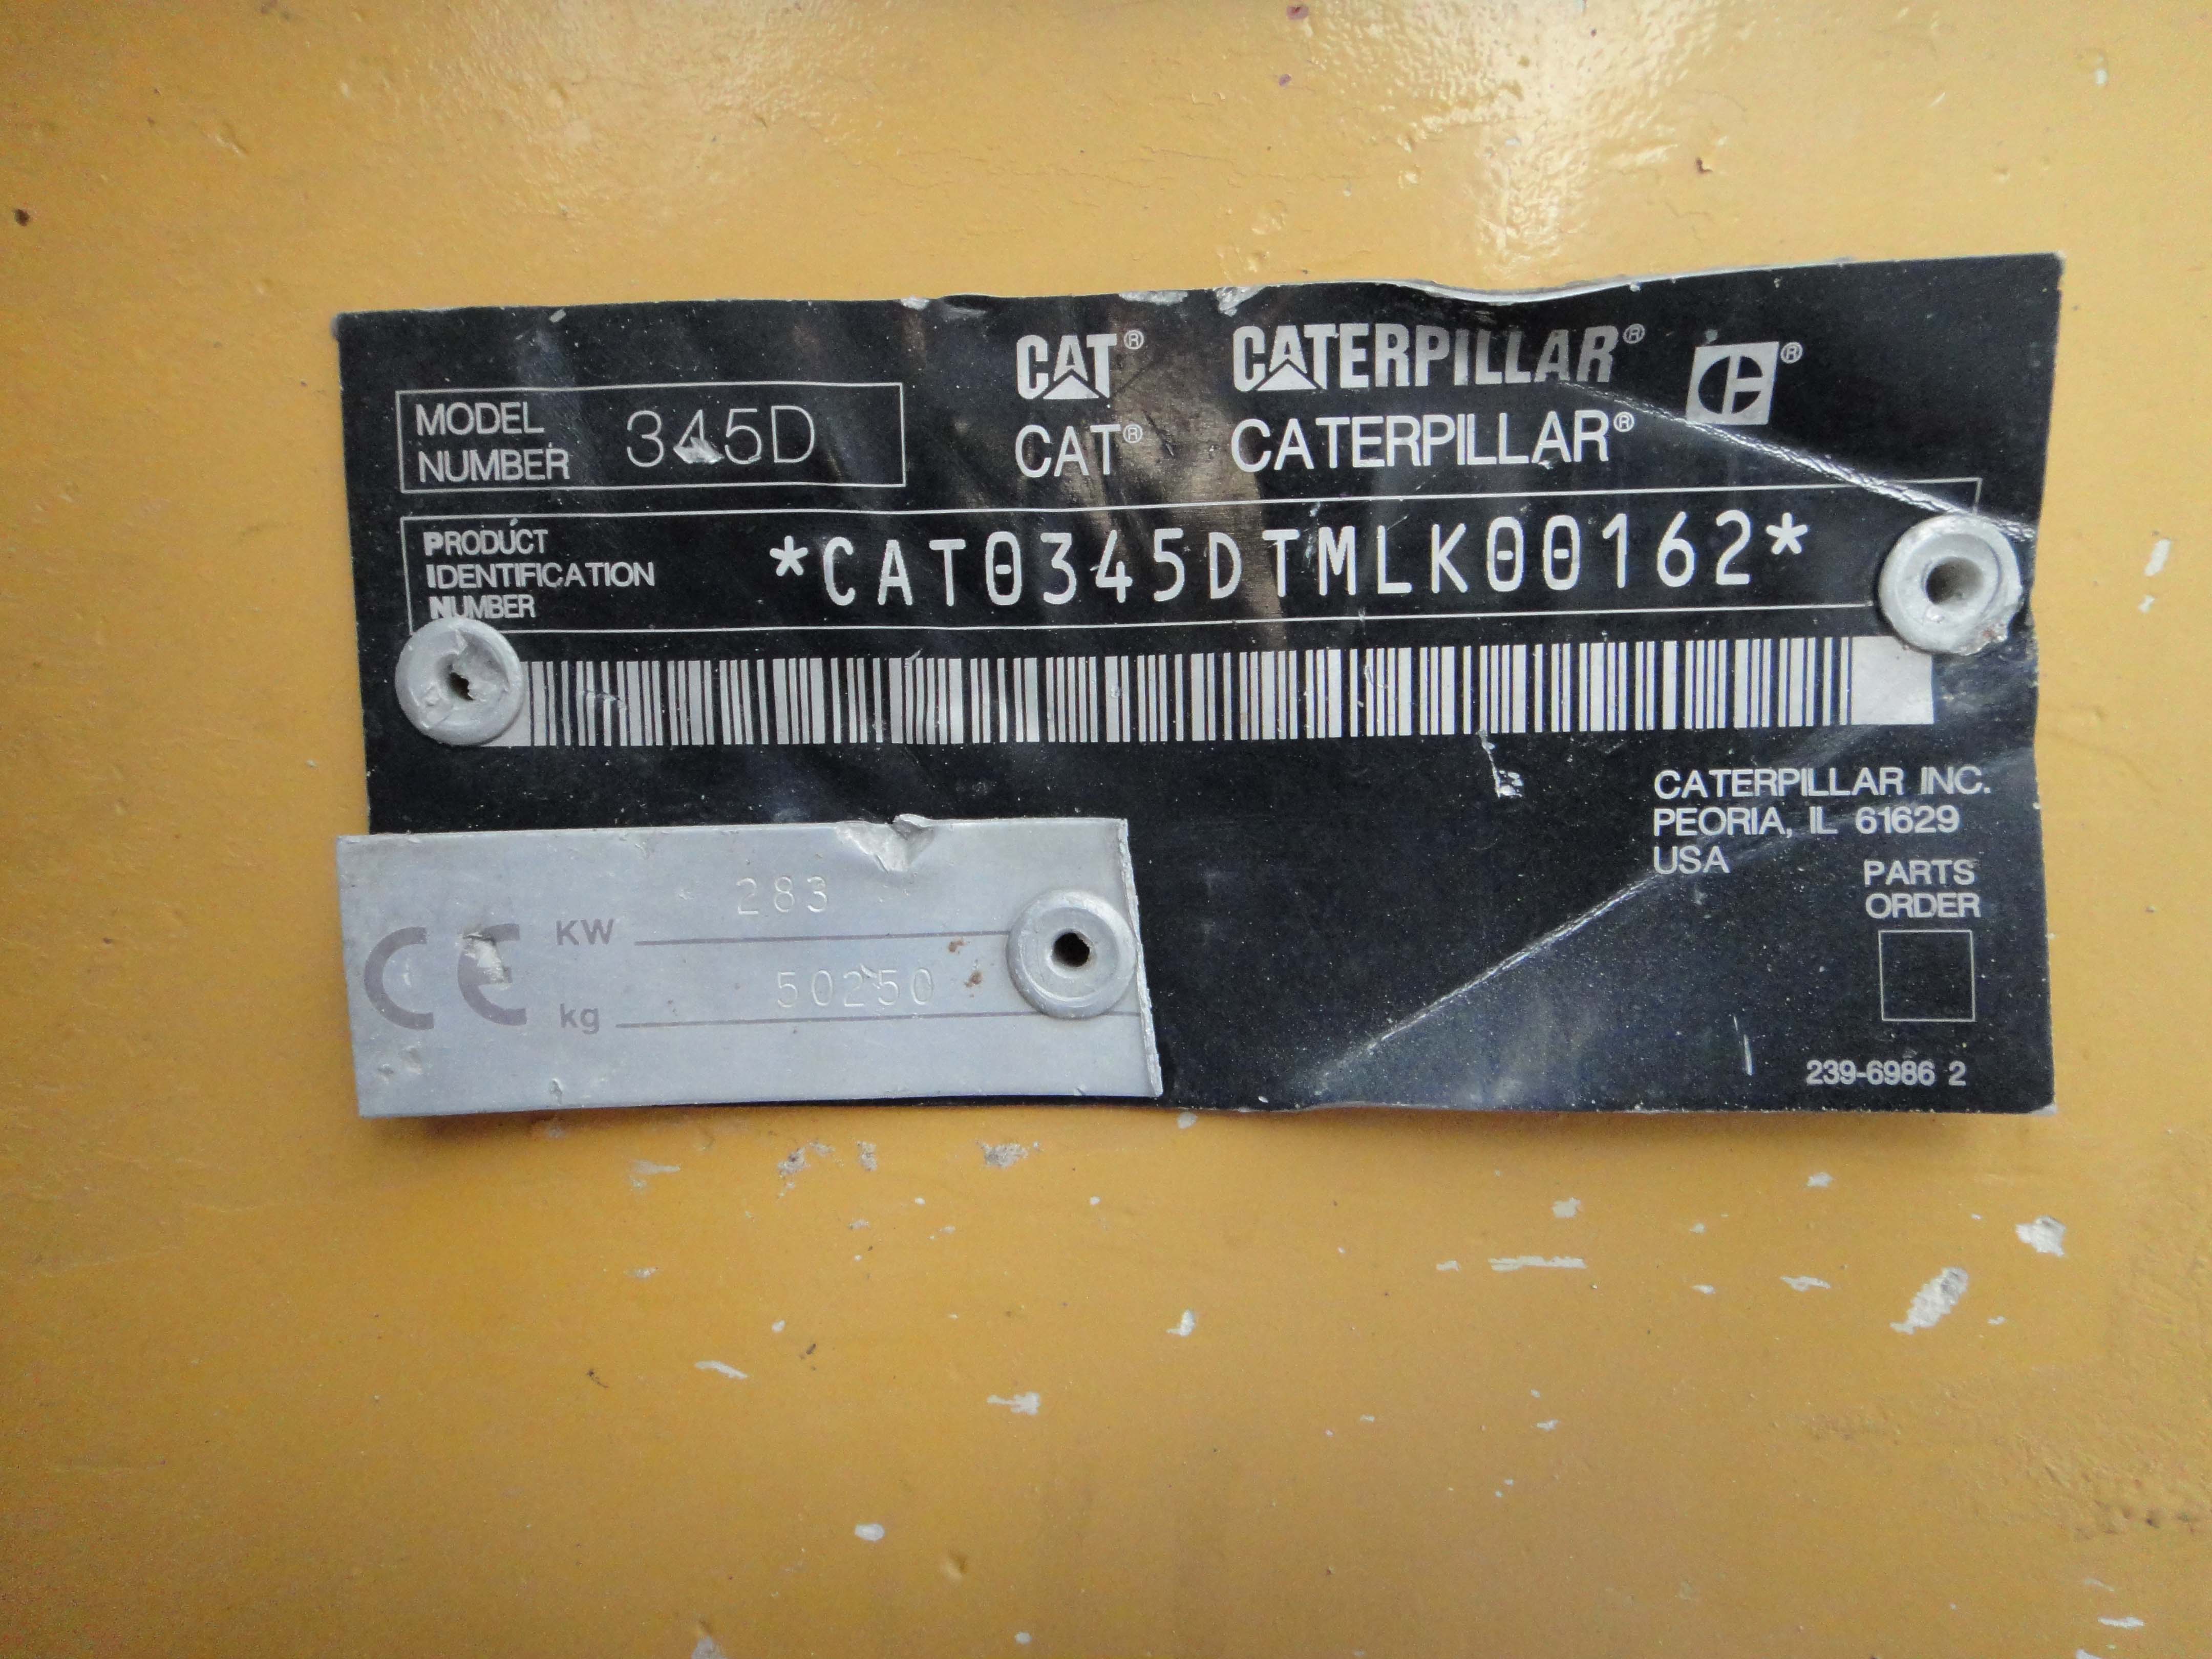 CAT® CATERPILLAR® ®
CAT® CATERPILLAR®
MODEL
NUMBER 345D
PRODUCT
IDENTIFICATION
NUMBER
*CAT0345DTMLK00162*
CATERPILLAR INC.
PEORIA, IL 61629
USA
PARTS
ORDER
239-6986 2
CE
KW 283
kg 50250